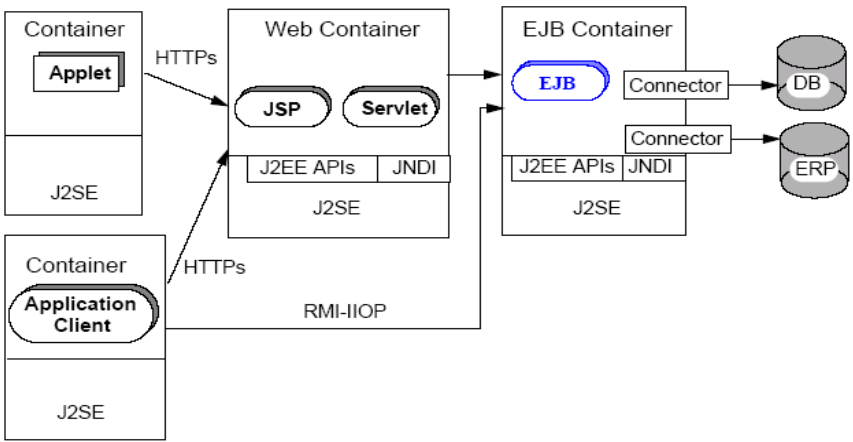 Container
Applet
J2SE
HTTPs
Web Container
JSP
Servlet
J2EE APIs
JNDI
J2SE
EJB Container
EJB
Connector
Connector
J2EE APIs
JNDI
J2SE
DB
ERP
Container
Application
Client
J2SE
HTTPs
RMI-IIOP